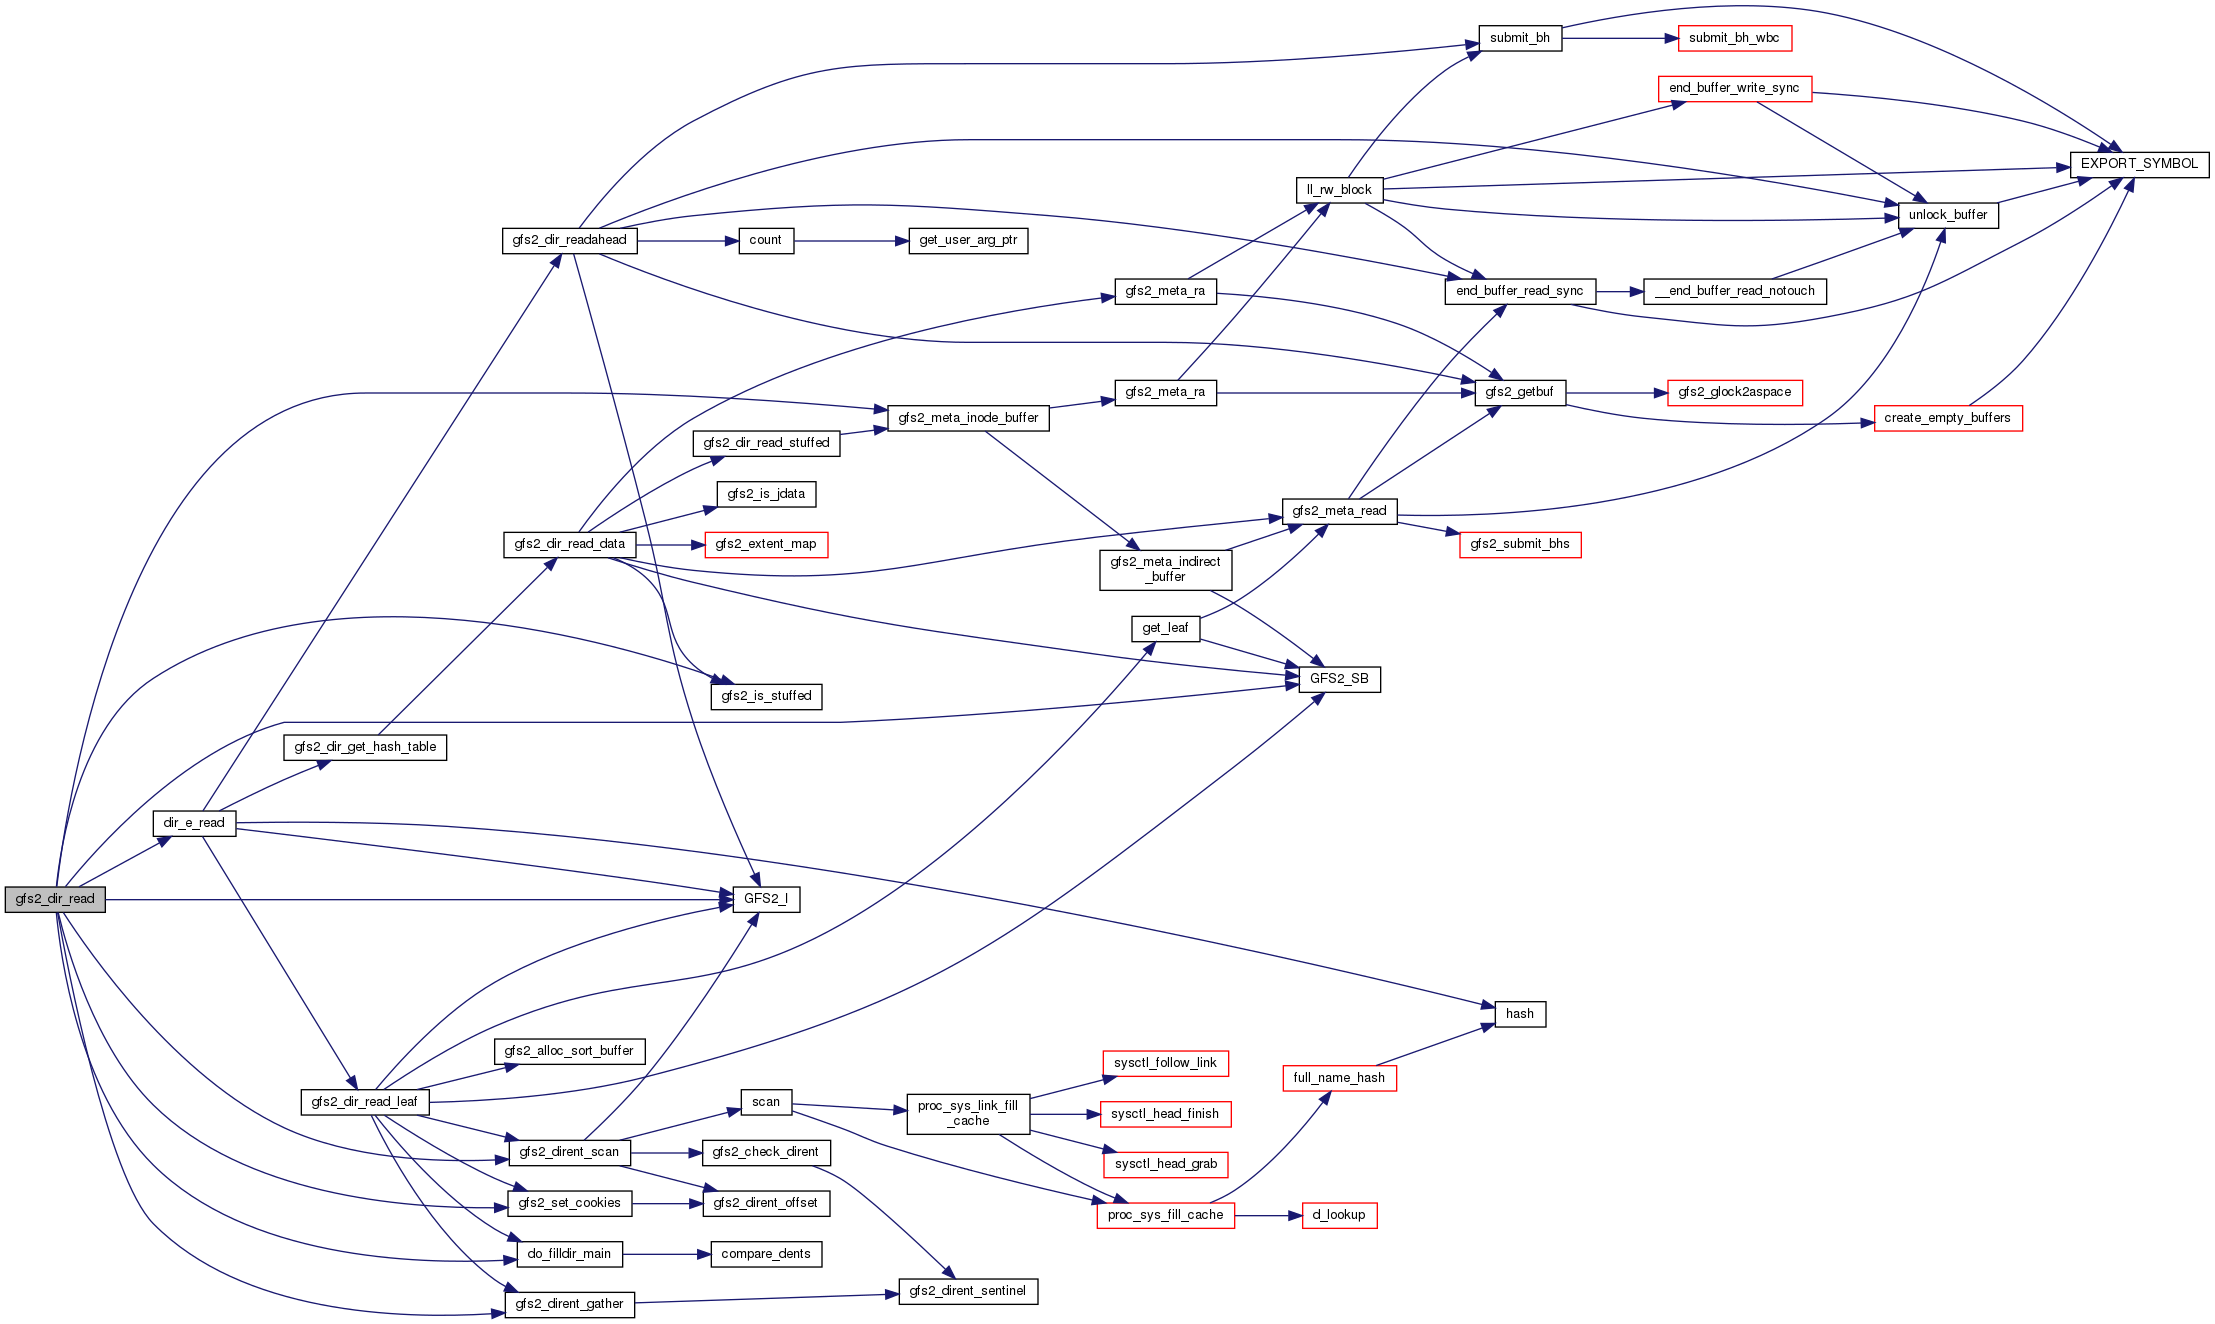 submit_bh
submit_bh_wbc
end_buffer_write_sync
EXPORT_SYMBOL
ll_rw_block
unlock_buffer
gfs2_dir_readahead
count
get_user_arg_ptr
gfs2_meta_ra
end_buffer_read_sync
__end_buffer_read_notouch
gfs2_meta_ra
gfs2_getbuf
gfs2_glock2aspace
gfs2_meta_inode_buffer
create_empty_buffers
gfs2_dir_read_stuffed
gfs2_is_jdata
gfs2_meta_read
gfs2_dir_read_data
gfs2_extent_map
gfs2_submit_bhs
gfs2_meta_indirect
_buffer
get_leaf
GFS2_SB
gfs2_is_stuffed
gfs2_dir_get_hash_table
dir_e_read
gfs2_dir_read
GFS2_I
hash
gfs2_alloc_sort_buffer
sysctl_follow_link
full_name_hash
gfs2_dir_read_leaf
scan
proc_sys_link_fill
_cache
sysctl_head_finish
gfs2_dirent_scan
gfs2_check_dirent
sysctl_head_grab
gfs2_set_cookies
gfs2_dirent_offset
proc_sys_fill_cache
d_lookup
do_filldir_main
compare_dents
gfs2_dirent_sentinel
gfs2_dirent_gather